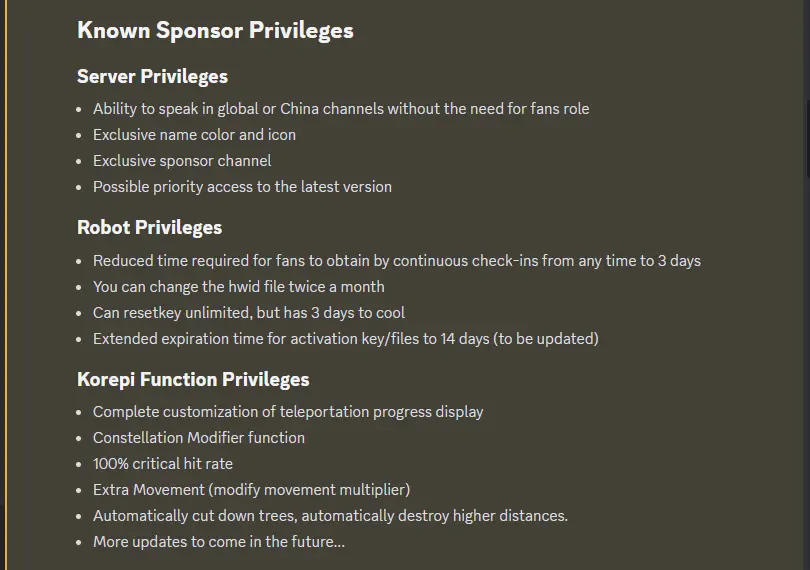 Known Sponsor Privileges
Server Privileges
• Ability to speak in global or China channels without the need for fans role
• Exclusive name color and icon
• Exclusive sponsor channel
• Possible priority access to the latest version
Robot Privileges
• Reduced time required for fans to obtain by continuous check-ins from any time to 3 days
• You can change the hwid file twice a month
• Can resetkey unlimited, but has 3 days to cool
• Extended expiration time for activation key/files to 14 days (to be updated)
Korepi Function Privileges
• Complete customization of teleportation progress display
• Constellation Modifier function
• 100% critical hit rate
• Extra Movement (modify movement multiplier)
• Automatically cut down trees, automatically destroy higher distances.
• More updates to come in the future...